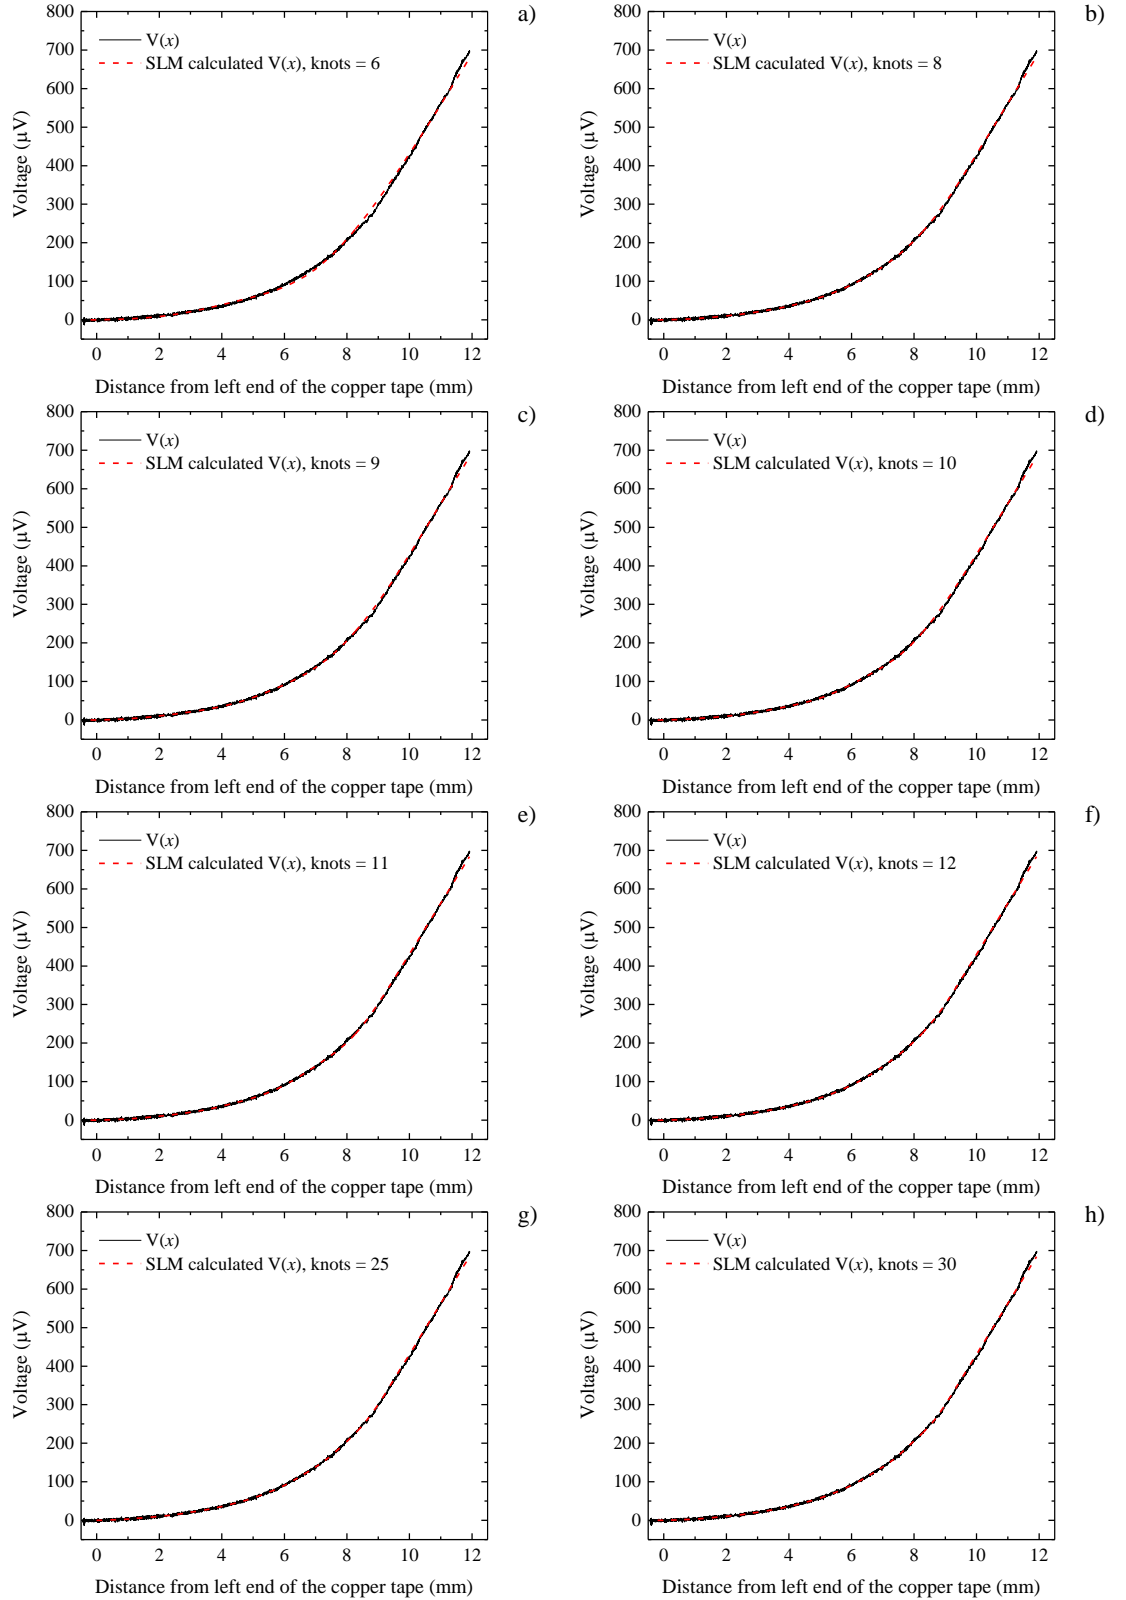 a)
V(x)
SLM calculated V(x), knots = 6
Voltage (µV)
800
700
600
500
400
300
200
100
0
0 2 4 6 8 10 12
Distance from left end of the copper tape (mm)
b)
V(x)
SLM caculated V(x), knots = 8
Voltage (µV)
800
700
600
500
400
300
200
100
0
0 2 4 6 8 10 12
Distance from left end of the copper tape (mm)
c)
V(x)
SLM calculated V(x), knots = 9
Voltage (µV)
800
700
600
500
400
300
200
100
0
0 2 4 6 8 10 12
Distance from left end of the copper tape (mm)
d)
V(x)
SLM calculated V(x), knots = 10
Voltage (µV)
800
700
600
500
400
300
200
100
0
0 2 4 6 8 10 12
Distance from left end of the copper tape (mm)
e)
V(x)
SLM calculated V(x), knots = 11
Voltage (µV)
800
700
600
500
400
300
200
100
0
0 2 4 6 8 10 12
Distance from left end of the copper tape (mm)
f)
V(x)
SLM calculated V(x), knots = 12
Voltage (µV)
800
700
600
500
400
300
200
100
0
0 2 4 6 8 10 12
Distance from left end of the copper tape (mm)
g)
V(x)
SLM calculated V(x), knots = 25
Voltage (µV)
800
700
600
500
400
300
200
100
0
0 2 4 6 8 10 12
Distance from left end of the copper tape (mm)
h)
V(x)
SLM calculated V(x), knots = 30
Voltage (µV)
800
700
600
500
400
300
200
100
0
0 2 4 6 8 10 12
Distance from left end of the copper tape (mm)